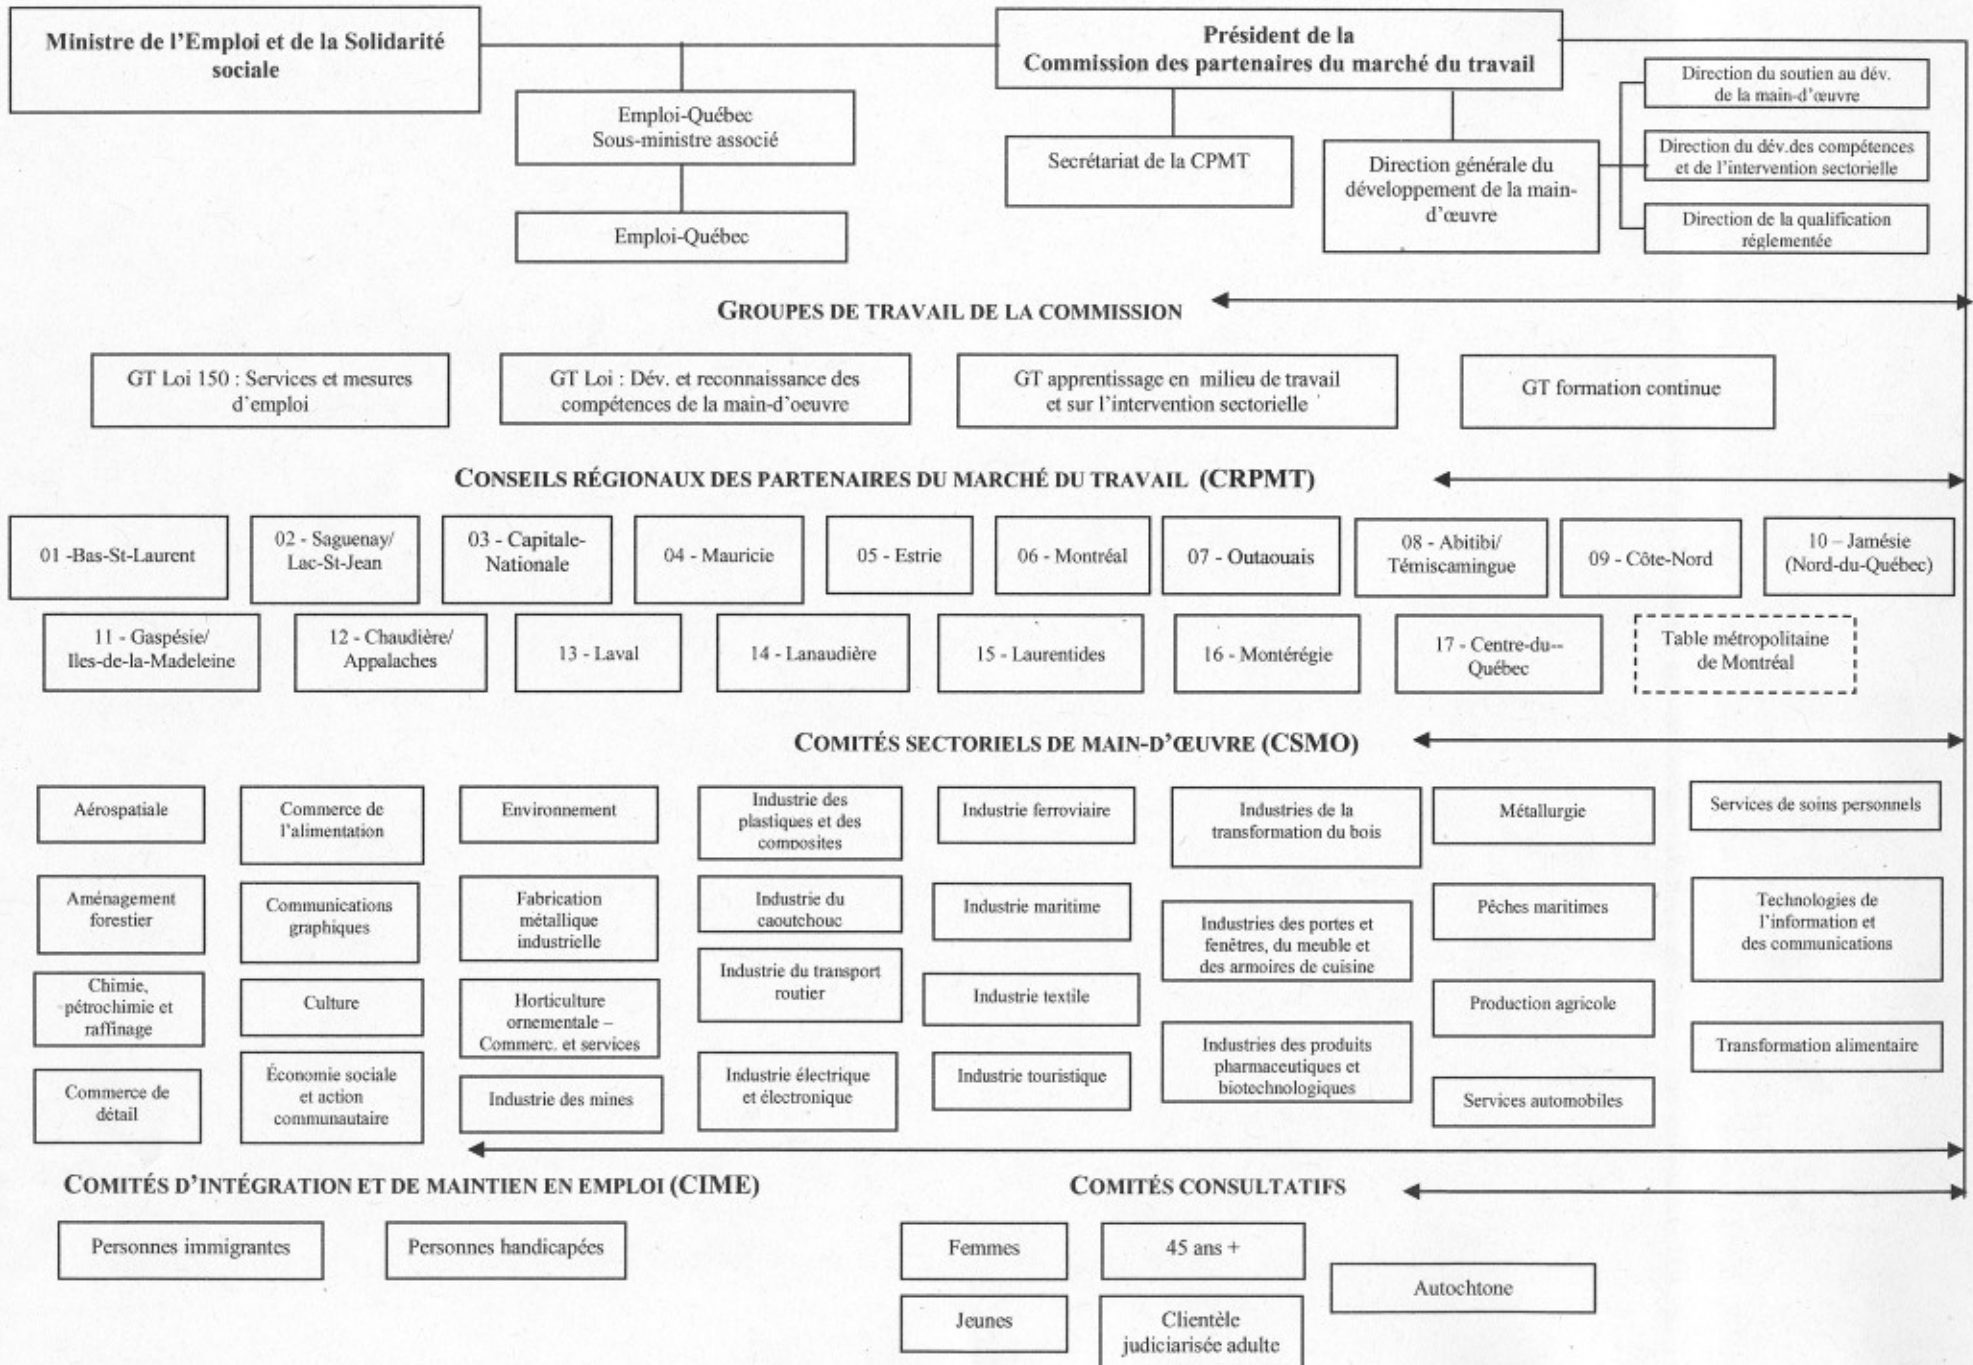 Ministre de l'Emploi et de la Solidarité
sociale
Président de la
Commission des partenaires du marché du travail
Emploi-Québec
Sous-ministre associé
Emploi-Québec
Secrétariat de la CPMT
Direction générale du
développement de la main-
d'œuvre
Direction du soutien au dév.
de la main-d'œuvre
Direction du dév.des compétences
et de l'intervention sectorielle
Direction de la qualification
réglementée
GROUPES DE TRAVAIL DE LA COMMISSION
GT Loi 150 : Services et mesures
d'emploi
GT Loi : Dév. et reconnaissance des
compétences de la main-d'oeuvre
GT apprentissage en milieu de travail
et sur l'intervention sectorielle
GT formation continue
CONSEILS RÉGIONAUX DES PARTENAIRES DU MARCHÉ DU TRAVAIL (CRPMT)
01 -Bas-St-Laurent
02 - Saguenay/
Lac-St-Jean
03 - Capitale-
Nationale
04 - Mauricie
05 - Estrie
06 - Montréal
07 - Outaouais
08 - Abitibi/
Témiscamingue
09 - Côte-Nord
10 – Jamésie
(Nord-du-Québec)
11 - Gaspésie/
Iles-de-la-Madeleine
12 - Chaudière/
Appalaches
13 - Laval
14 - Lanaudière
15 - Laurentides
16 - Montérégie
17 - Centre-du--
Québec
Table métropolitaine
de Montréal
COMITÉS SECTORIELS DE MAIN-D'ŒUVRE (CSMO)
Aérospatiale
Commerce de
l'alimentation
Environnement
Industrie des
plastiques et des
composites
Industrie ferroviaire
Industries de la
transformation du bois
Métallurgie
Services de soins personnels
Aménagement
forestier
Communications
graphiques
Fabrication
métallique
industrielle
Industrie du
caoutchouc
Industrie maritime
Industries des portes et
fenêtres, du meuble et
des armoires de cuisine
Pêches maritimes
Technologies de
l'information et
des communications
Chimie,
pétrochimie et
raffinage
Culture
Horticulture
ornementale –
Commerc. et services
Industrie du transport
routier
Industrie textile
Industries des produits
pharmaceutiques et
biotechnologiques
Production agricole
Transformation alimentaire
Commerce de
détail
Économie sociale
et action
communautaire
Industrie des mines
Industrie électrique
et électronique
Industrie touristique
Services automobiles
COMITÉS D'INTÉGRATION ET DE MAINTIEN EN EMPLOI (CIME)
Personnes immigrantes
Personnes handicapées
COMITÉS CONSULTATIFS
Femmes
45 ans +
Autochtone
Jeunes
Clientèle
judiciarisée adulte